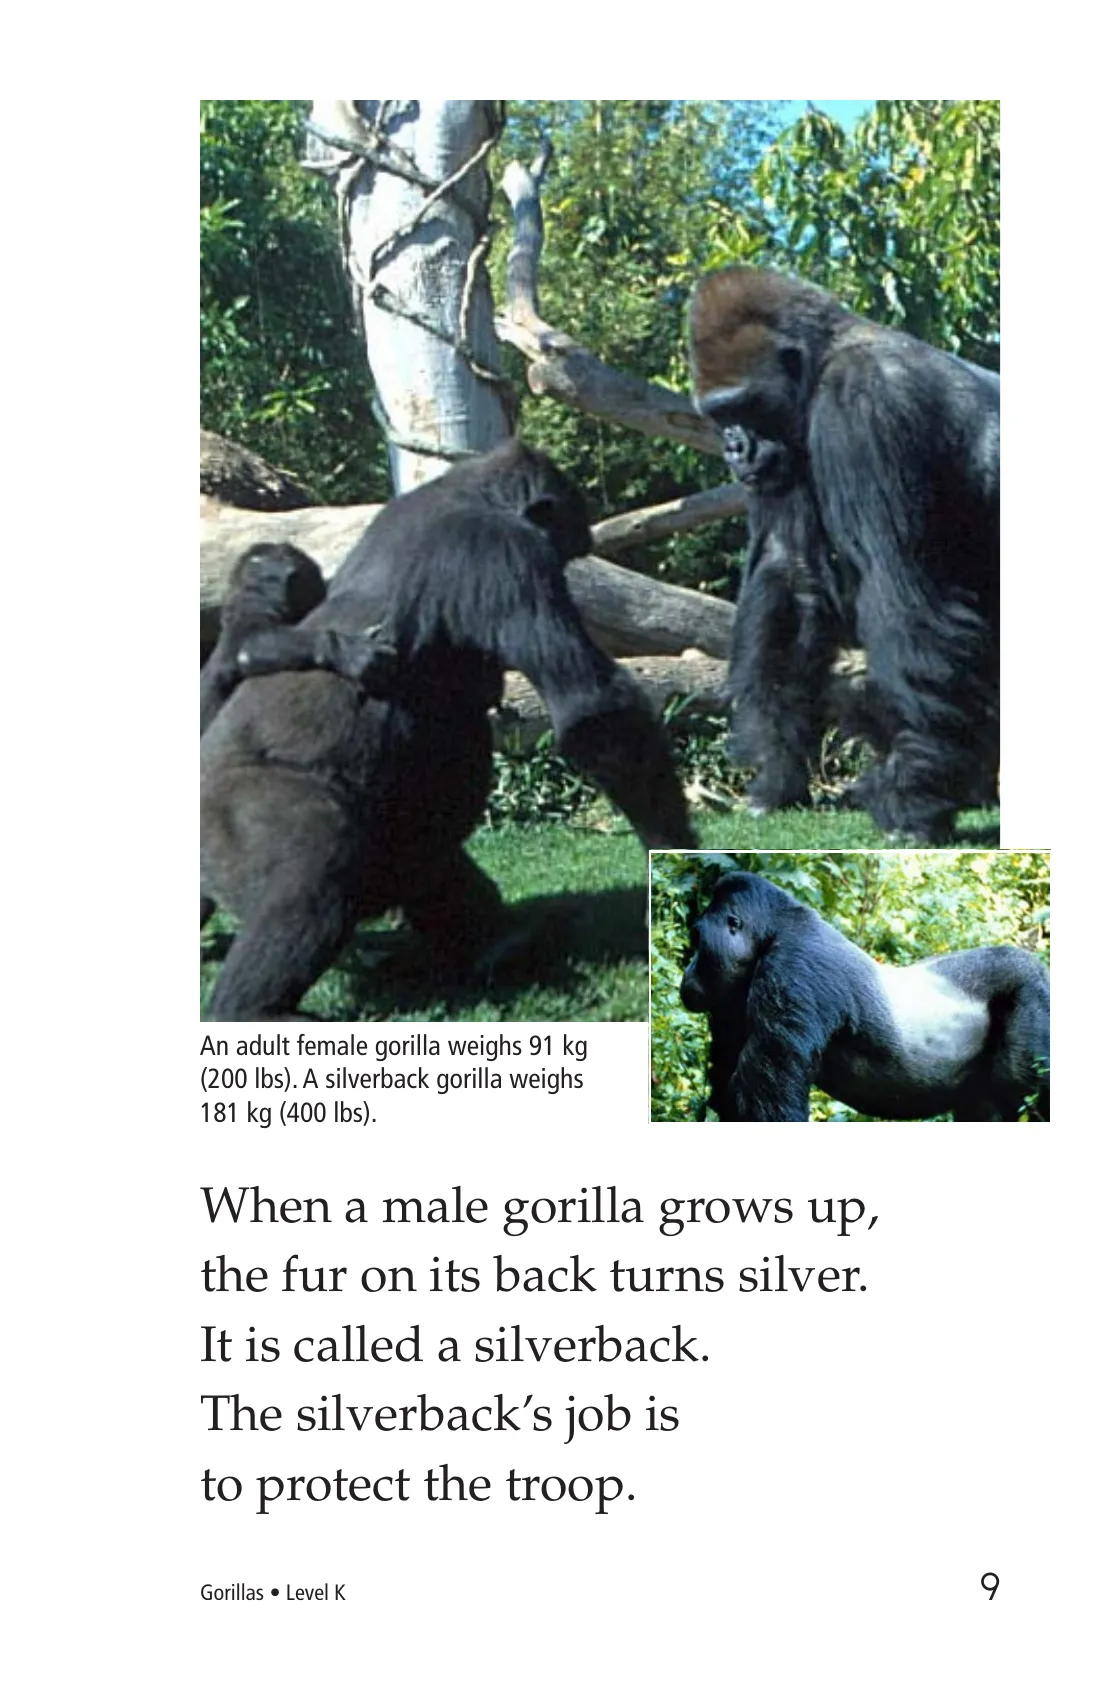 An adult female gorilla weighs 91 kg
(200 lbs). A silverback gorilla weighs
181 kg (400 lbs).
When a male gorilla grows up,
the fur on its back turns silver.
It is called a silverback.
The silverback’s job is
to protect the troop.
Gorillas • Level K
9